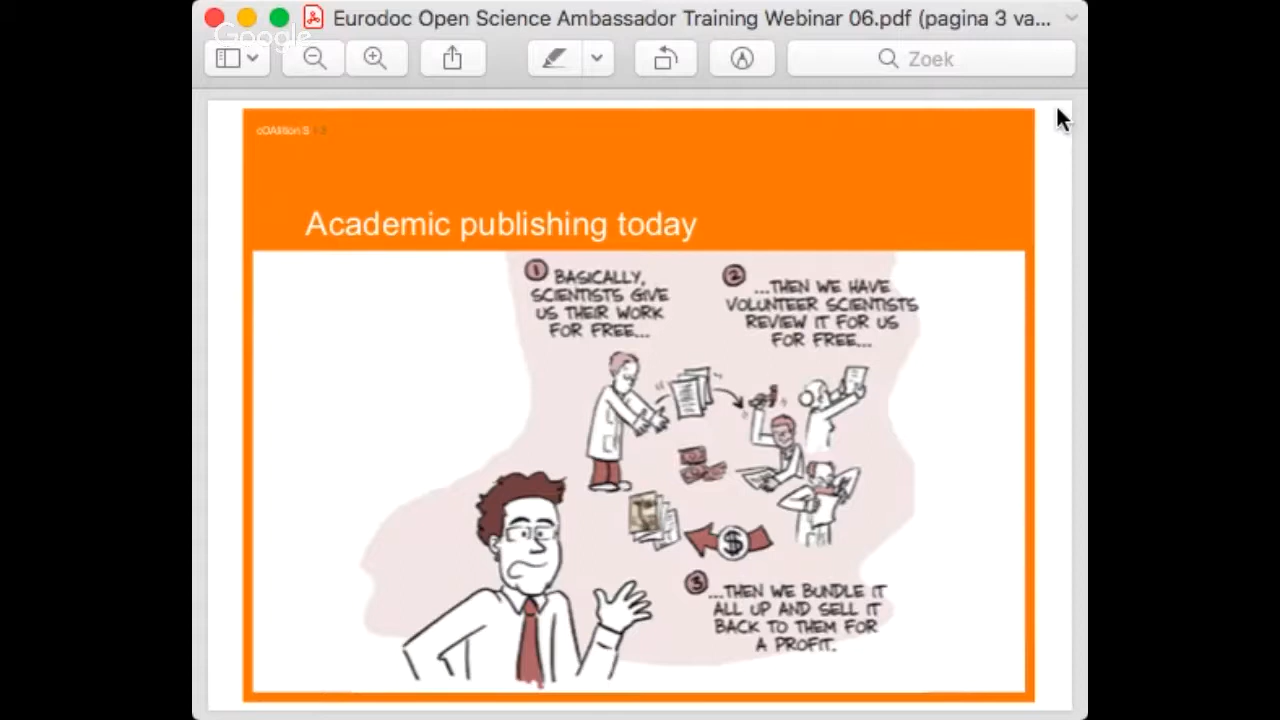 Eurodoc Open Science Ambassador Training Webinar 06.pdf (pagina 3 va...
Google
Zoek
cOAlition S
Academic publishing today
1 BASICALLY,
SCIENTISTS GIVE
US THEIR WORK
FOR FREE...
2 ...THEN WE HAVE
VOLUNTEER SCIENTISTS
REVIEW IT FOR US
FOR FREE...
$
3 ...THEN WE BUNDLE IT
ALL UP AND SELL IT
BACK TO THEM FOR
A PROFIT.